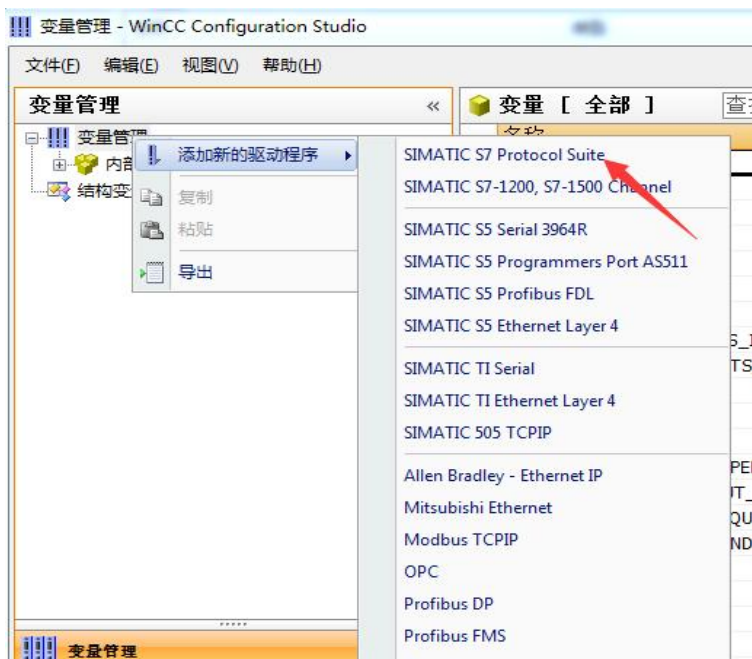 变量管理 - WinCC Configuration Studio
文件(F) 编辑(E) 视图(V) 帮助(H)
变量管理 «
变量 [ 全部 ]
变量管理
内部
结构变
名称
添加新的驱动程序
复制
粘贴
导出
SIMATIC S7 Protocol Suite
SIMATIC S7-1200, S7-1500 Channel
SIMATIC S5 Serial 3964R
SIMATIC S5 Programmers Port AS511
SIMATIC S5 Profibus FDL
SIMATIC S5 Ethernet Layer 4
SIMATIC TI Serial
SIMATIC TI Ethernet Layer 4
SIMATIC 505 TCPIP
Allen Bradley - Ethernet IP
Mitsubishi Ethernet
Modbus TCPIP
OPC
Profibus DP
Profibus FMS
变量管理